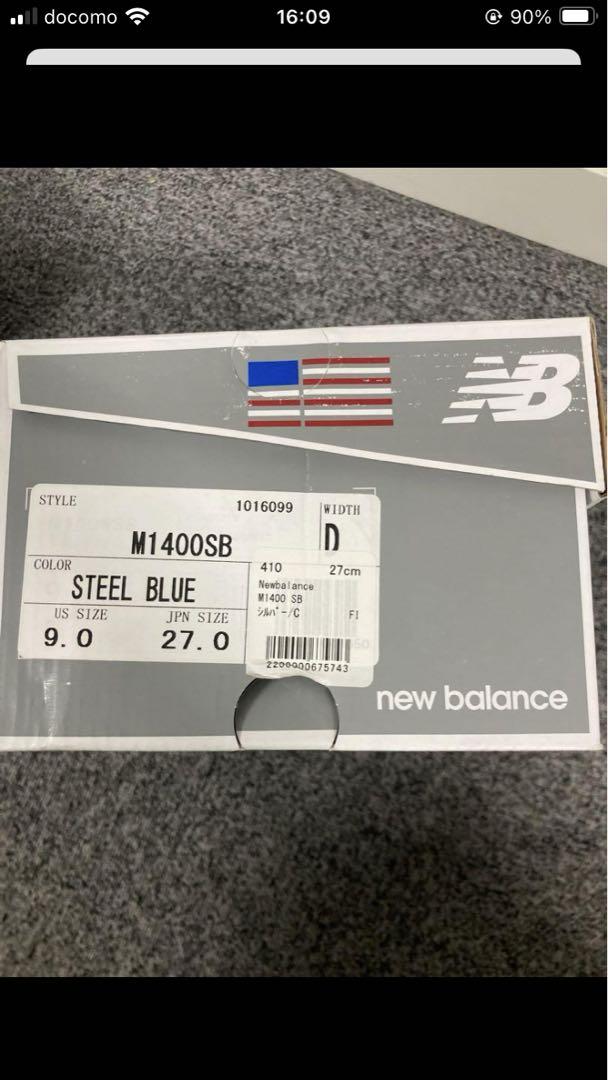 docomo 16:09 90%
NB
STYLE 1016099 WIDTH
M1400SB D
COLOR
STEEL BLUE
US SIZE JPN SIZE
9.0 27.0
410 27cm
Newbalance
M1400 SB
シルバ-/C FI
2200000675743
new balance